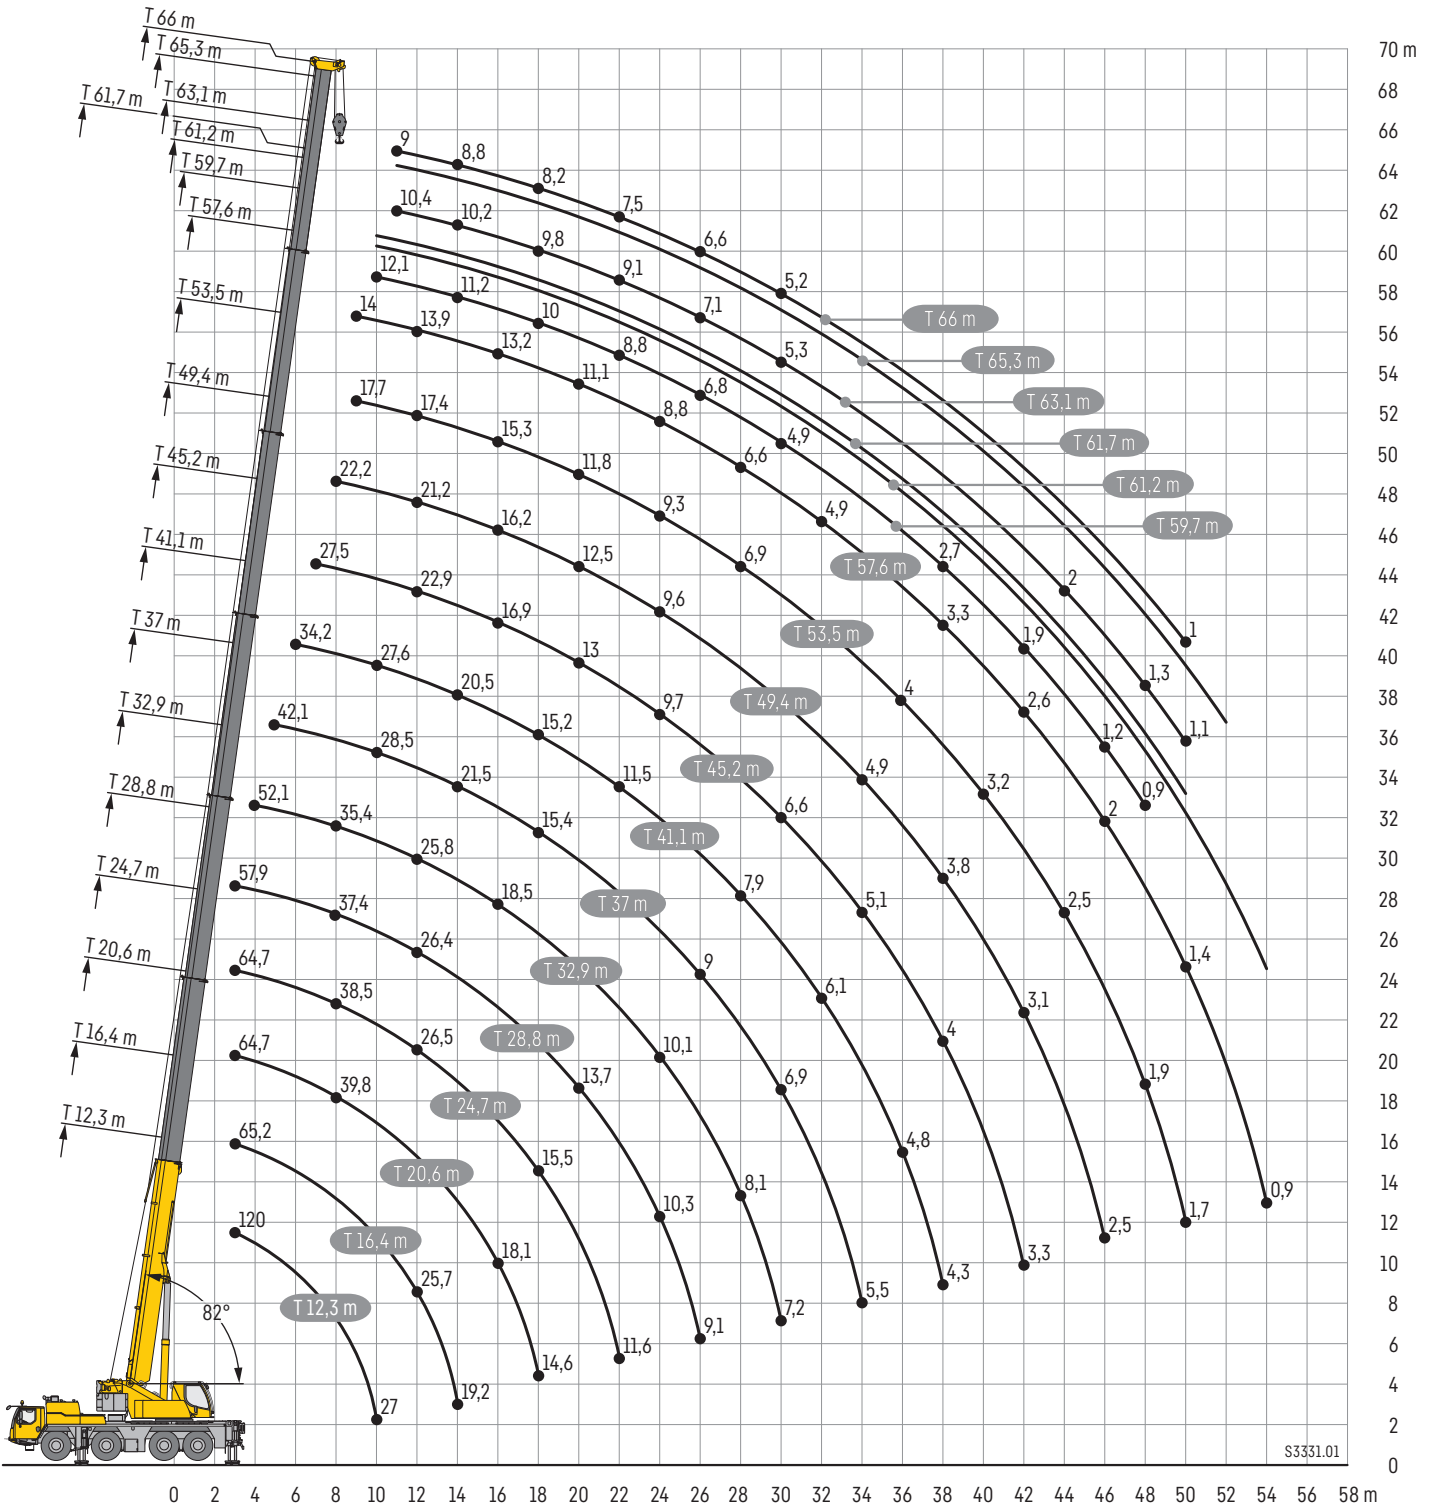 T 66 m
T 65,3 m
T 63,1 m
T 61,7 m
T 61,2 m
T 59,7 m
T 57,6 m
T 53,5 m
T 49,4 m
T 45,2 m
T 41,1 m
T 37 m
T 32,9 m
T 28,8 m
T 24,7 m
T 20,6 m
T 16,4 m
T 12,3 m
82°
9 8,8 8,2 7,5 6,6 5,2 1
10,4 10,2 9,8 9,1 7,1 5,3 2 1,3 1,1
12,1 11,2 10 8,8 6,8 4,9 2,7 1,9 1,2 0,9
14 13,9 13,2 11,1 8,8 6,6 4,9 3,3 2,6 2 1,4 0,9
17,7 17,4 15,3 11,8 9,3 6,9 4 3,2 2,5 1,9 1,7
22,2 21,2 16,2 12,5 9,6 4,9 3,8 3,1 2,5
27,5 22,9 16,9 13 9,7 6,6 5,1 4 3,3
34,2 27,6 20,5 15,2 11,5 7,9 6,1 4,8 4,3
42,1 28,5 21,5 15,4 9 6,9 5,5
52,1 35,4 25,8 18,5 10,1 8,1 7,2
57,9 37,4 26,4 13,7 10,3 9,1
64,7 38,5 26,5 15,5 11,6
64,7 39,8 18,1 14,6
65,2 25,7 19,2
120 27
T 66 m
T 65,3 m
T 63,1 m
T 61,7 m
T 61,2 m
T 59,7 m
T 57,6 m
T 53,5 m
T 49,4 m
T 45,2 m
T 41,1 m
T 37 m
T 32,9 m
T 28,8 m
T 24,7 m
T 20,6 m
T 16,4 m
T 12,3 m
70 m
68
66
64
62
60
58
56
54
52
50
48
46
44
42
40
38
36
34
32
30
28
26
24
22
20
18
16
14
12
10
8
6
4
2
0
S3331.01
0 2 4 6 8 10 12 14 16 18 20 22 24 26 28 30 32 34 36 38 40 42 44 46 48 50 52 54 56 58 m